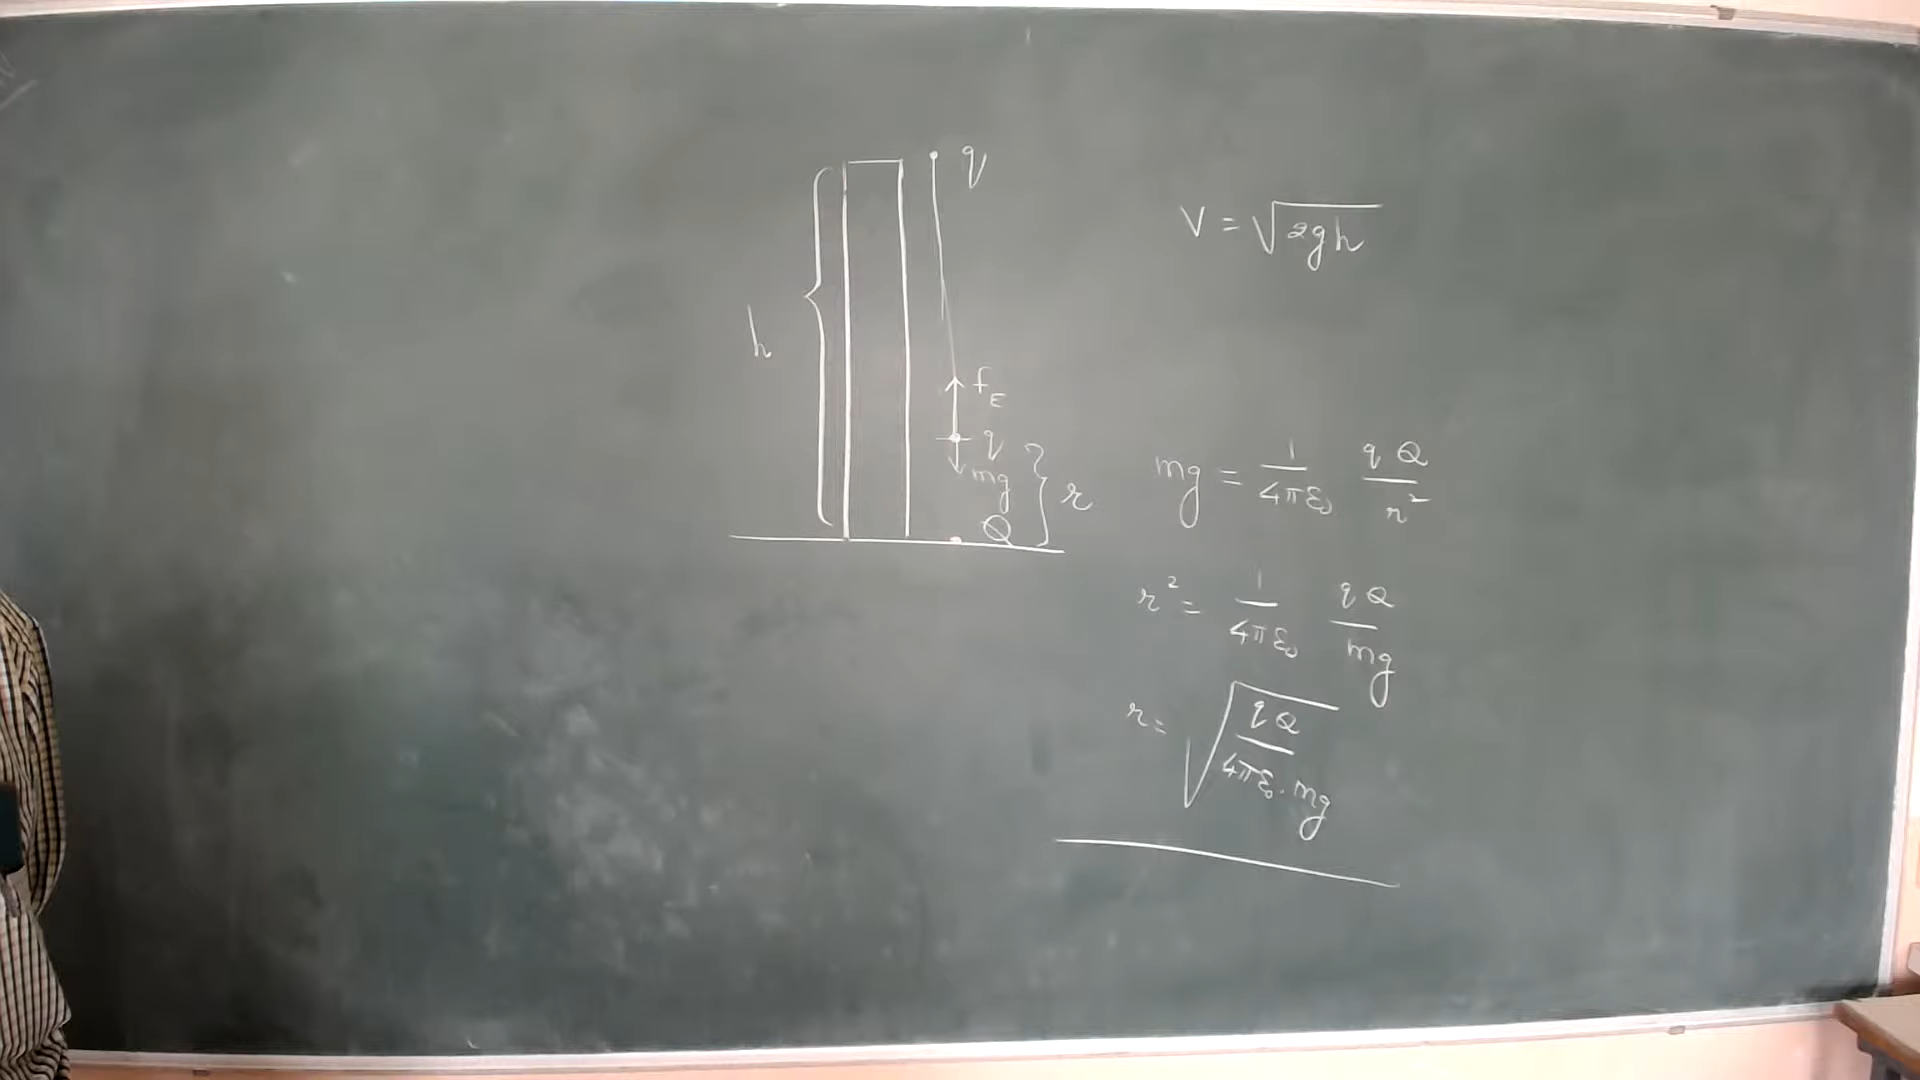 q
h
f_E
q
mg
Q
r
V = √2gh
mg = 1/4πε₀ qQ/r²
r² = 1/4πε₀ qQ/mg
r = √qQ/4πε₀.mg